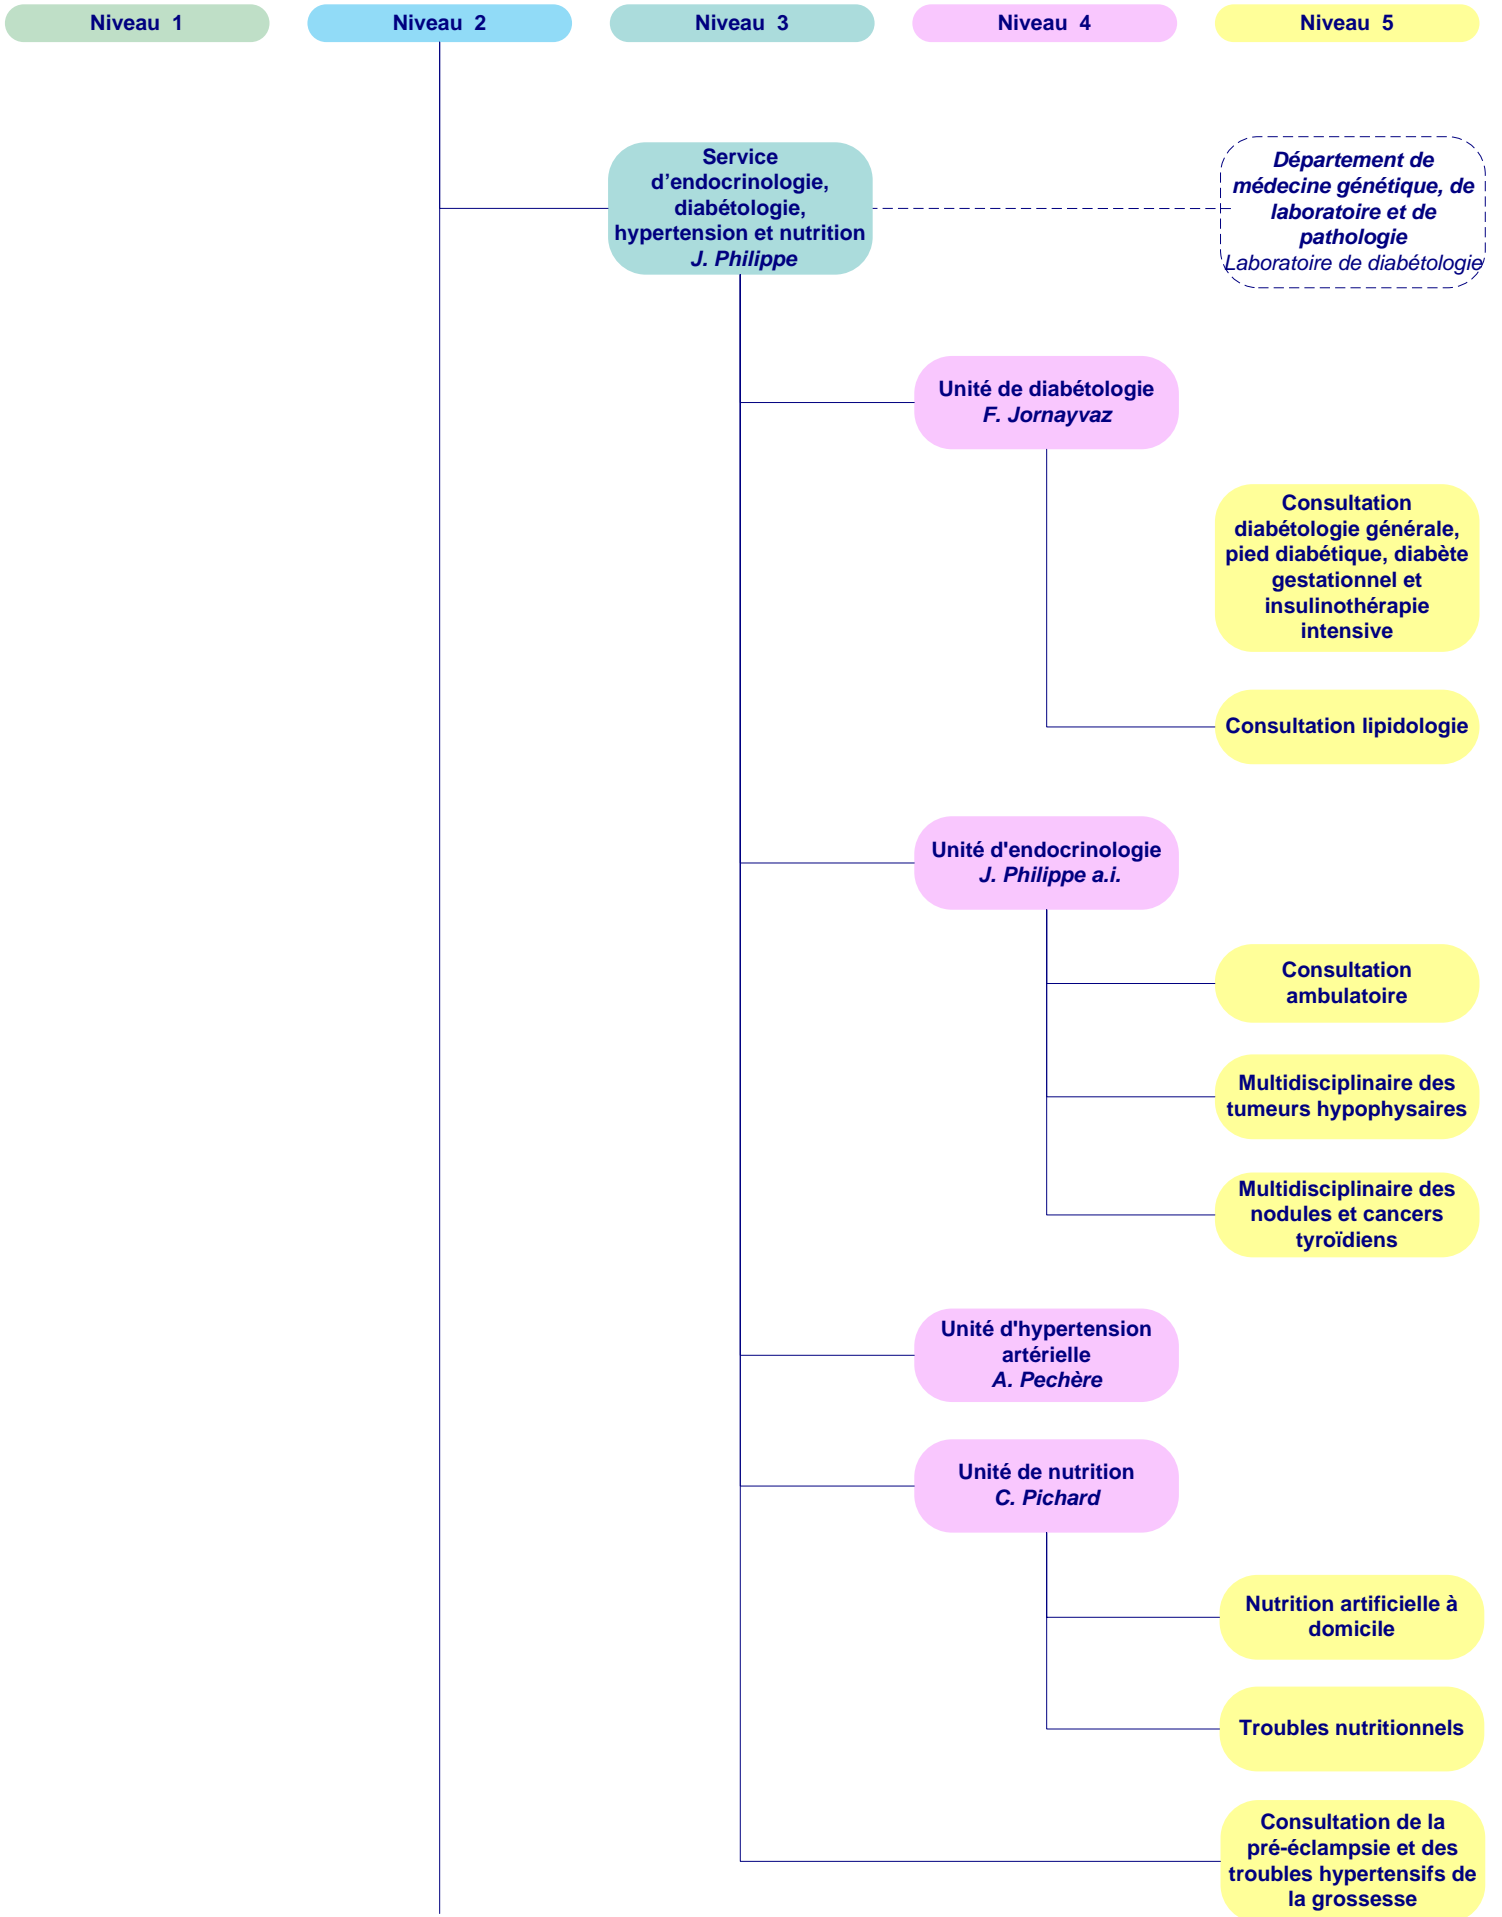 Niveau 1
Niveau 2
Niveau 3
Niveau 4
Niveau 5
Service
d’endocrinologie,
diabétologie,
hypertension et nutrition
J. Philippe
Département de
médecine génétique, de
laboratoire et de
pathologie
Laboratoire de diabétologie
Unité de diabétologie
F. Jornayvaz
Consultation
diabétologie générale,
pied diabétique, diabète
gestationnel et
insulinothérapie
intensive
Consultation lipidologie
Unité d'endocrinologie
J. Philippe a.i.
Consultation
ambulatoire
Multidisciplinaire des
tumeurs hypophysaires
Multidisciplinaire des
nodules et cancers
tyroïdiens
Unité d'hypertension
artérielle
A. Pechère
Unité de nutrition
C. Pichard
Nutrition artificielle à
domicile
Troubles nutritionnels
Consultation de la
pré-éclampsie et des
troubles hypertensifs de
la grossesse